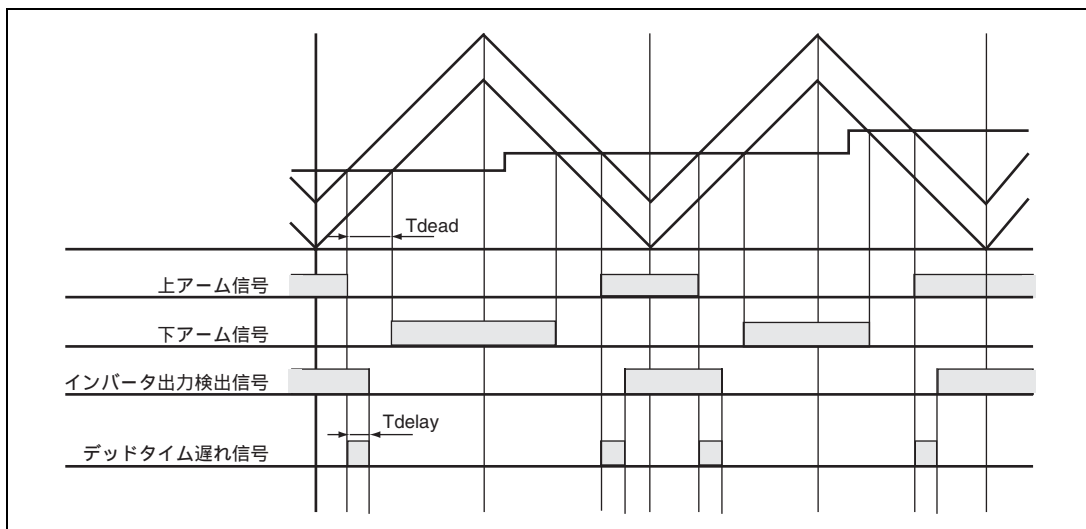 Tdead
上アーム信号
下アーム信号
インバータ出力検出信号
Tdelay
デッドタイム遅れ信号